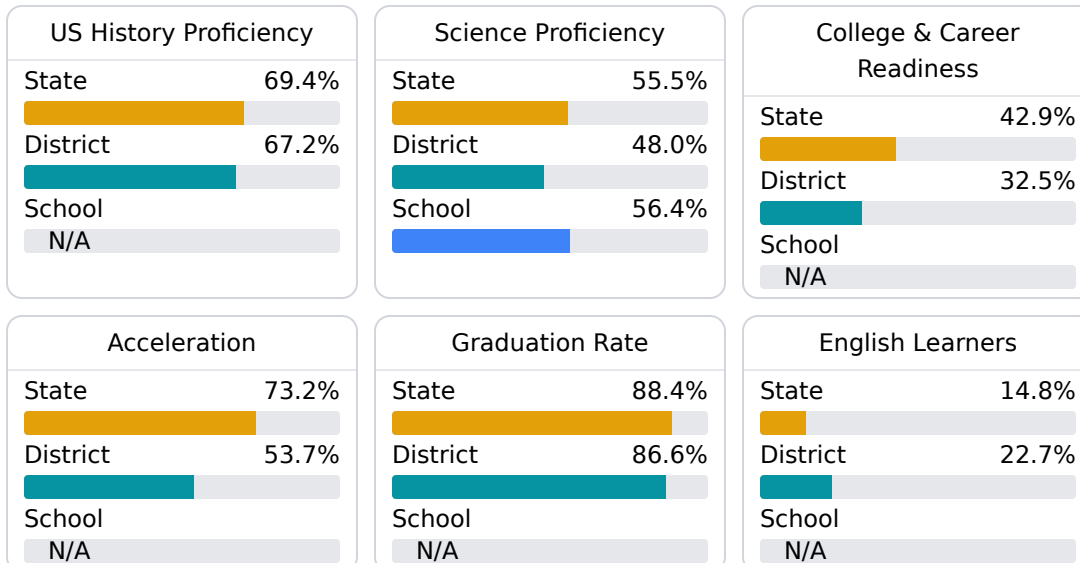 US History Proficiency
State 69.4%
District 67.2%
School
N/A
Science Proficiency
State 55.5%
District 48.0%
School 56.4%
College & Career
Readiness
State 42.9%
District 32.5%
School
N/A
Acceleration
State 73.2%
District 53.7%
School
N/A
Graduation Rate
State 88.4%
District 86.6%
School
N/A
English Learners
State 14.8%
District 22.7%
School
N/A